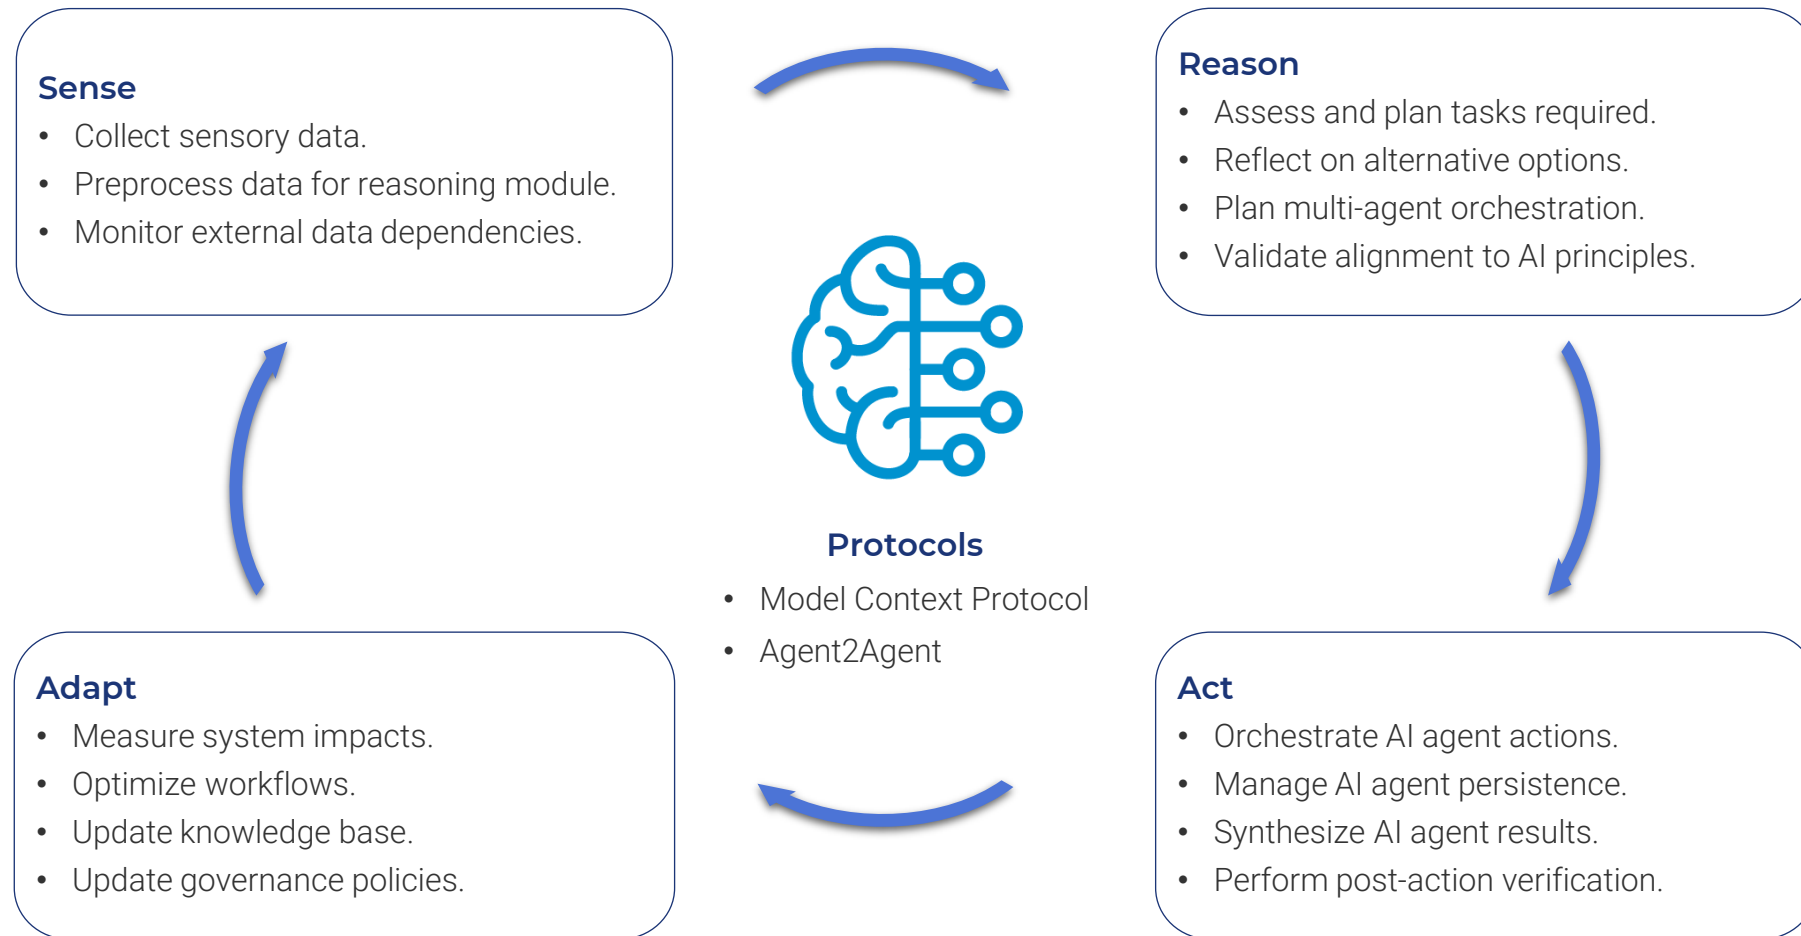 Sense
• Collect sensory data.
• Preprocess data for reasoning module.
• Monitor external data dependencies.
Reason
• Assess and plan tasks required.
• Reflect on alternative options.
• Plan multi-agent orchestration.
• Validate alignment to AI principles.
Protocols
• Model Context Protocol
• Agent2Agent
Adapt
• Measure system impacts.
• Optimize workflows.
• Update knowledge base.
• Update governance policies.
Act
• Orchestrate AI agent actions.
• Manage AI agent persistence.
• Synthesize AI agent results.
• Perform post-action verification.